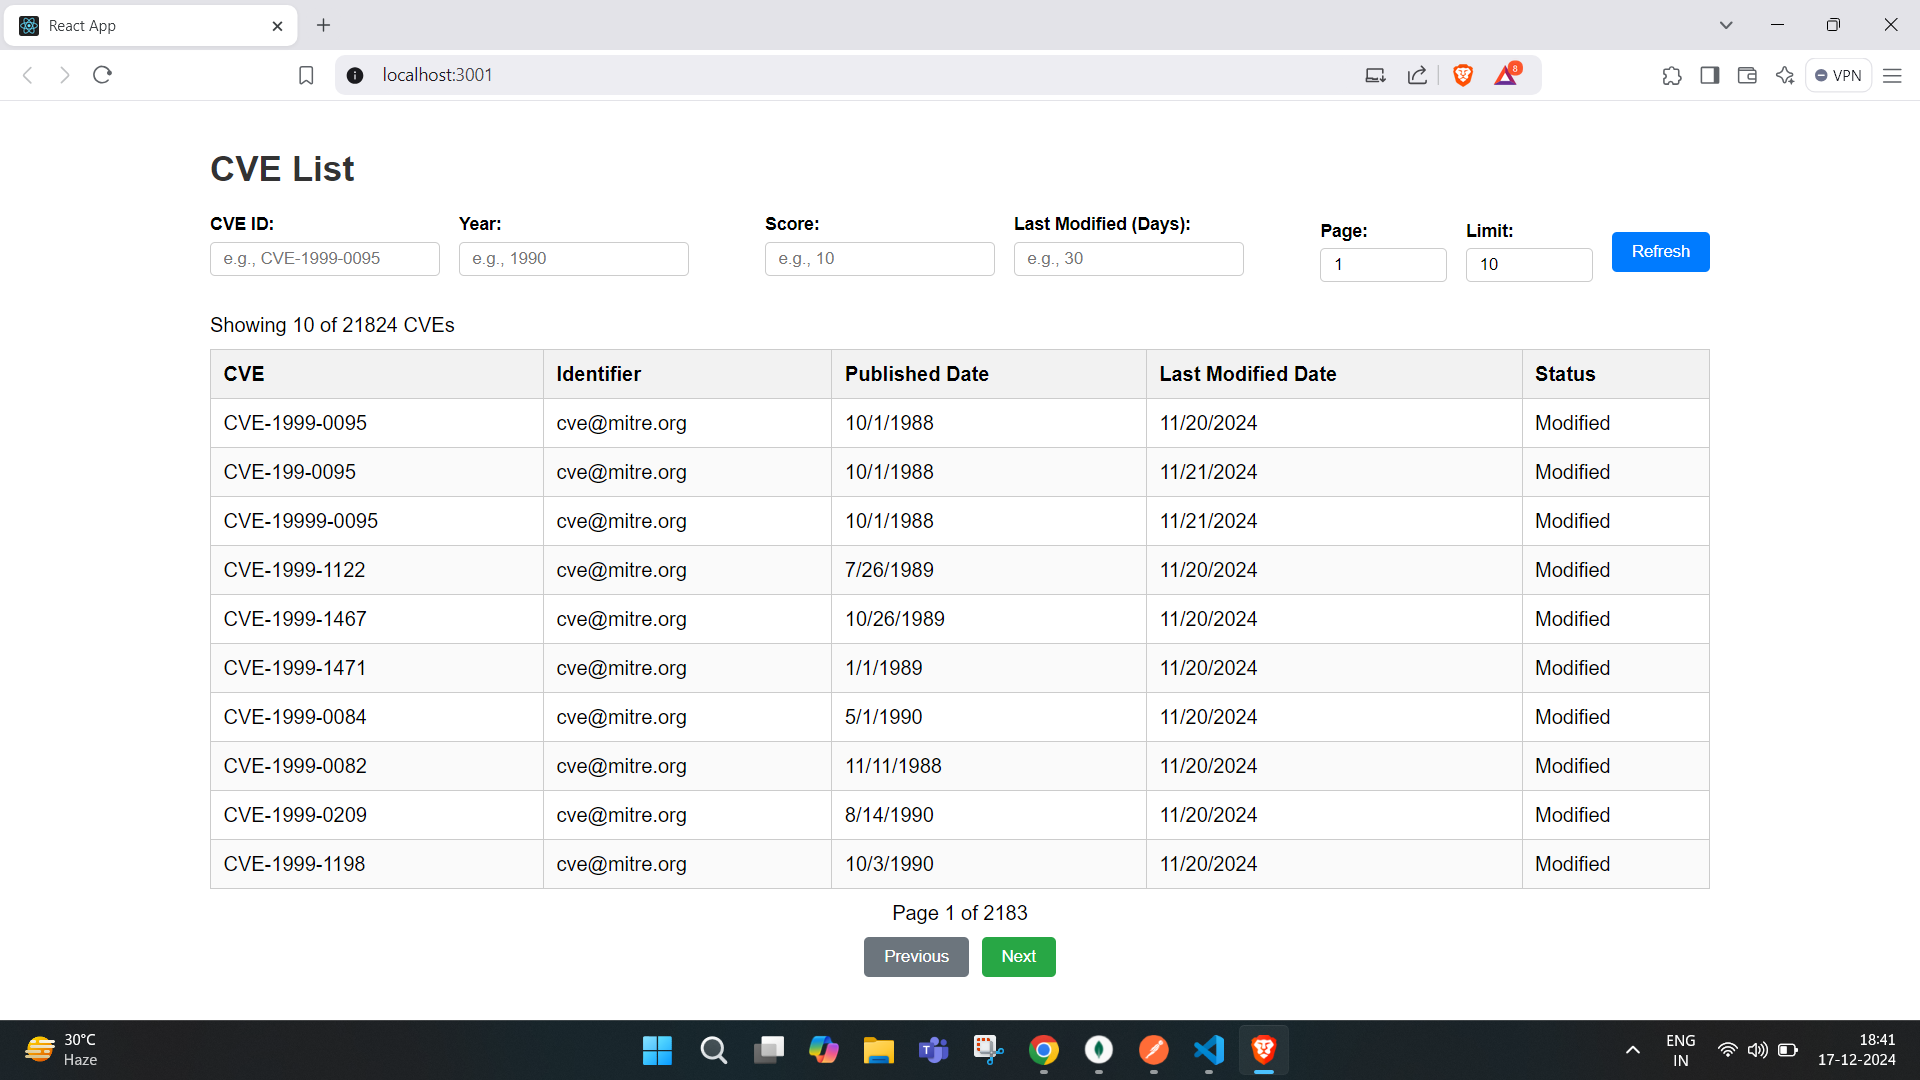 React App
localhost:3001
8
VPN
CVE List
CVE ID: Year: Score: Last Modified (Days): Page: Limit:
e.g., CVE-1999-0095 e.g., 1990 e.g., 10 e.g., 30 1 10 Refresh
Showing 10 of 21824 CVEs
CVE Identifier Published Date Last Modified Date Status
CVE-1999-0095 cve@mitre.org 10/1/1988 11/20/2024 Modified
CVE-199-0095 cve@mitre.org 10/1/1988 11/21/2024 Modified
CVE-19999-0095 cve@mitre.org 10/1/1988 11/21/2024 Modified
CVE-1999-1122 cve@mitre.org 7/26/1989 11/20/2024 Modified
CVE-1999-1467 cve@mitre.org 10/26/1989 11/20/2024 Modified
CVE-1999-1471 cve@mitre.org 1/1/1989 11/20/2024 Modified
CVE-1999-0084 cve@mitre.org 5/1/1990 11/20/2024 Modified
CVE-1999-0082 cve@mitre.org 11/11/1988 11/20/2024 Modified
CVE-1999-0209 cve@mitre.org 8/14/1990 11/20/2024 Modified
CVE-1999-1198 cve@mitre.org 10/3/1990 11/20/2024 Modified
Page 1 of 2183
Previous Next
30°C
Haze
ENG
IN
18:41
17-12-2024